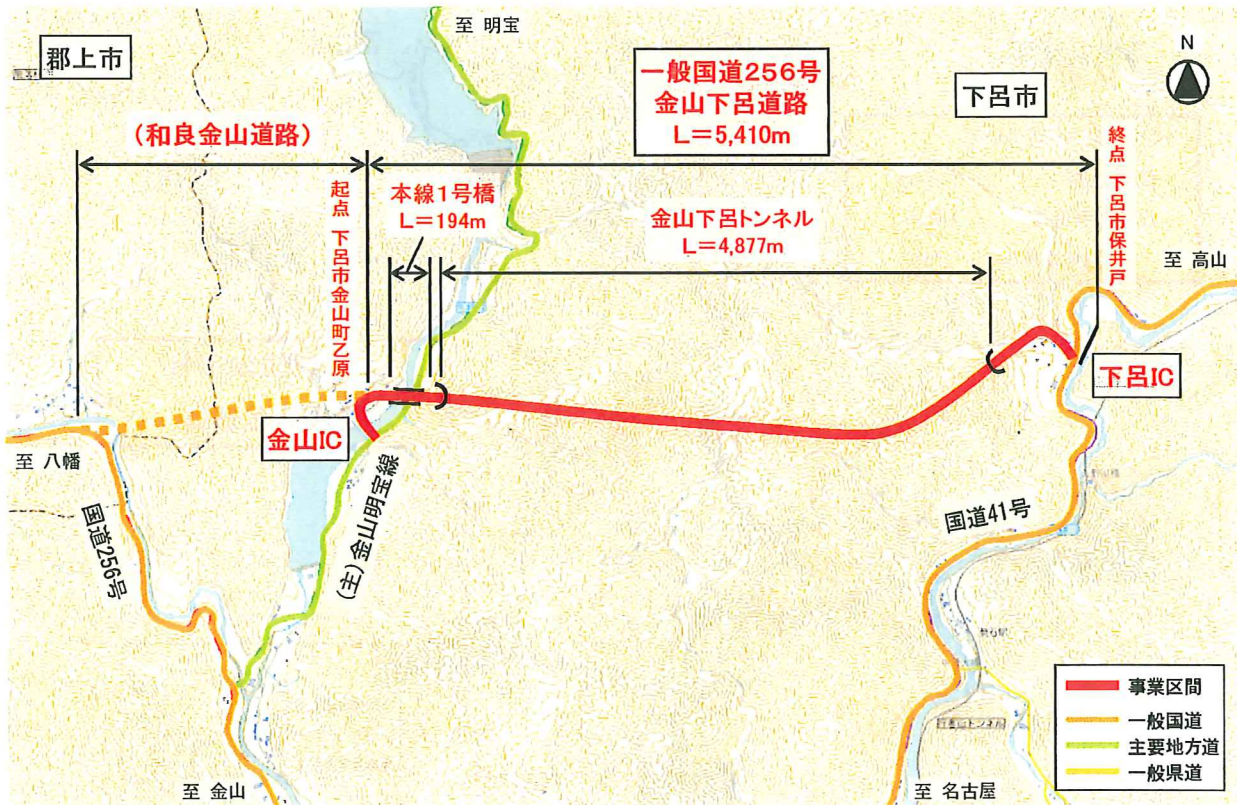 至 明宝
郡上市
一般国道256号
金山下呂道路
L=5,410m
下呂市
N
(和良金山道路)
起点 下呂市金山町乙原
本線1号橋
L=194m
金山下呂トンネル
L=4,877m
終点 下呂市保井戸
至 高山
下呂IC
金山IC
至 八幡
国道256号
(主)金山明宝線
国道41号
至 金山
至 名古屋
事業区間
一般国道
主要地方道
一般県道